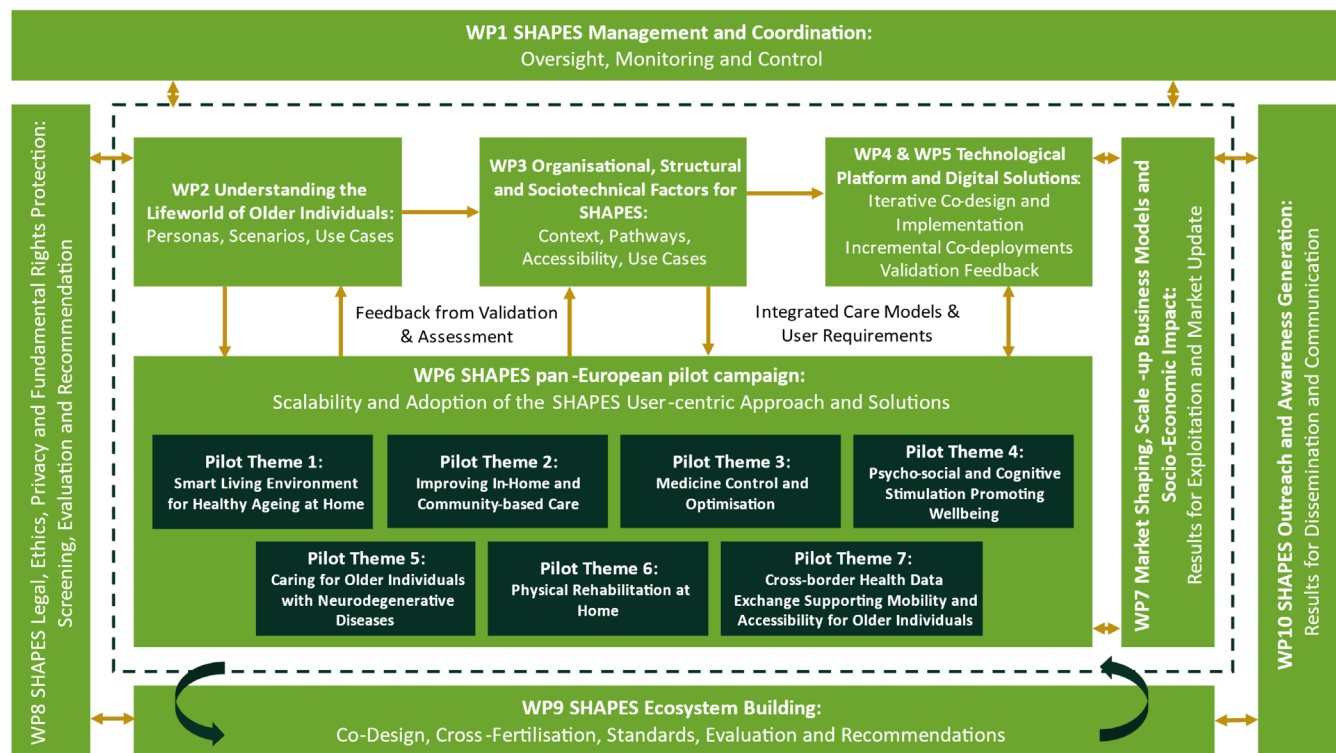 WP1 SHAPES Management and Coordination:
Oversight, Monitoring and Control
WP8 SHAPES Legal, Ethics, Privacy and Fundamental Rights Protection:
Screening, Evaluation and Recommendation
WP2 Understanding the
Lifeworld of Older Individuals:
Personas, Scenarios, Use Cases
WP3 Organisational, Structural
and Sociotechnical Factors for
SHAPES:
Context, Pathways,
Accessibility, Use Cases
WP4 & WP5 Technological
Platform and Digital Solutions:
Iterative Co-design and
Implementation
Incremental Co-deployments
Validation Feedback
WP7 Market Shaping, Scale -up Business Models and
Socio-Economic Impact:
Results for Exploitation and Market Update
WP10 SHAPES Outreach and Awareness Generation:
Results for Dissemination and Communication
Feedback from Validation
& Assessment
Integrated Care Models &
User Requirements
WP6 SHAPES pan -European pilot campaign:
Scalability and Adoption of the SHAPES User-centric Approach and Solutions
Pilot Theme 1:
Smart Living Environment
for Healthy Ageing at Home
Pilot Theme 2:
Improving In-Home and
Community-based Care
Pilot Theme 3:
Medicine Control and
Optimisation
Pilot Theme 4:
Psycho-social and Cognitive
Stimulation Promoting
Wellbeing
Pilot Theme 5:
Caring for Older Individuals
with Neurodegenerative
Diseases
Pilot Theme 6:
Physical Rehabilitation at
Home
Pilot Theme 7:
Cross-border Health Data
Exchange Supporting Mobility and
Accessibility for Older Individuals
WP9 SHAPES Ecosystem Building:
Co-Design, Cross -Fertilisation, Standards, Evaluation and Recommendations